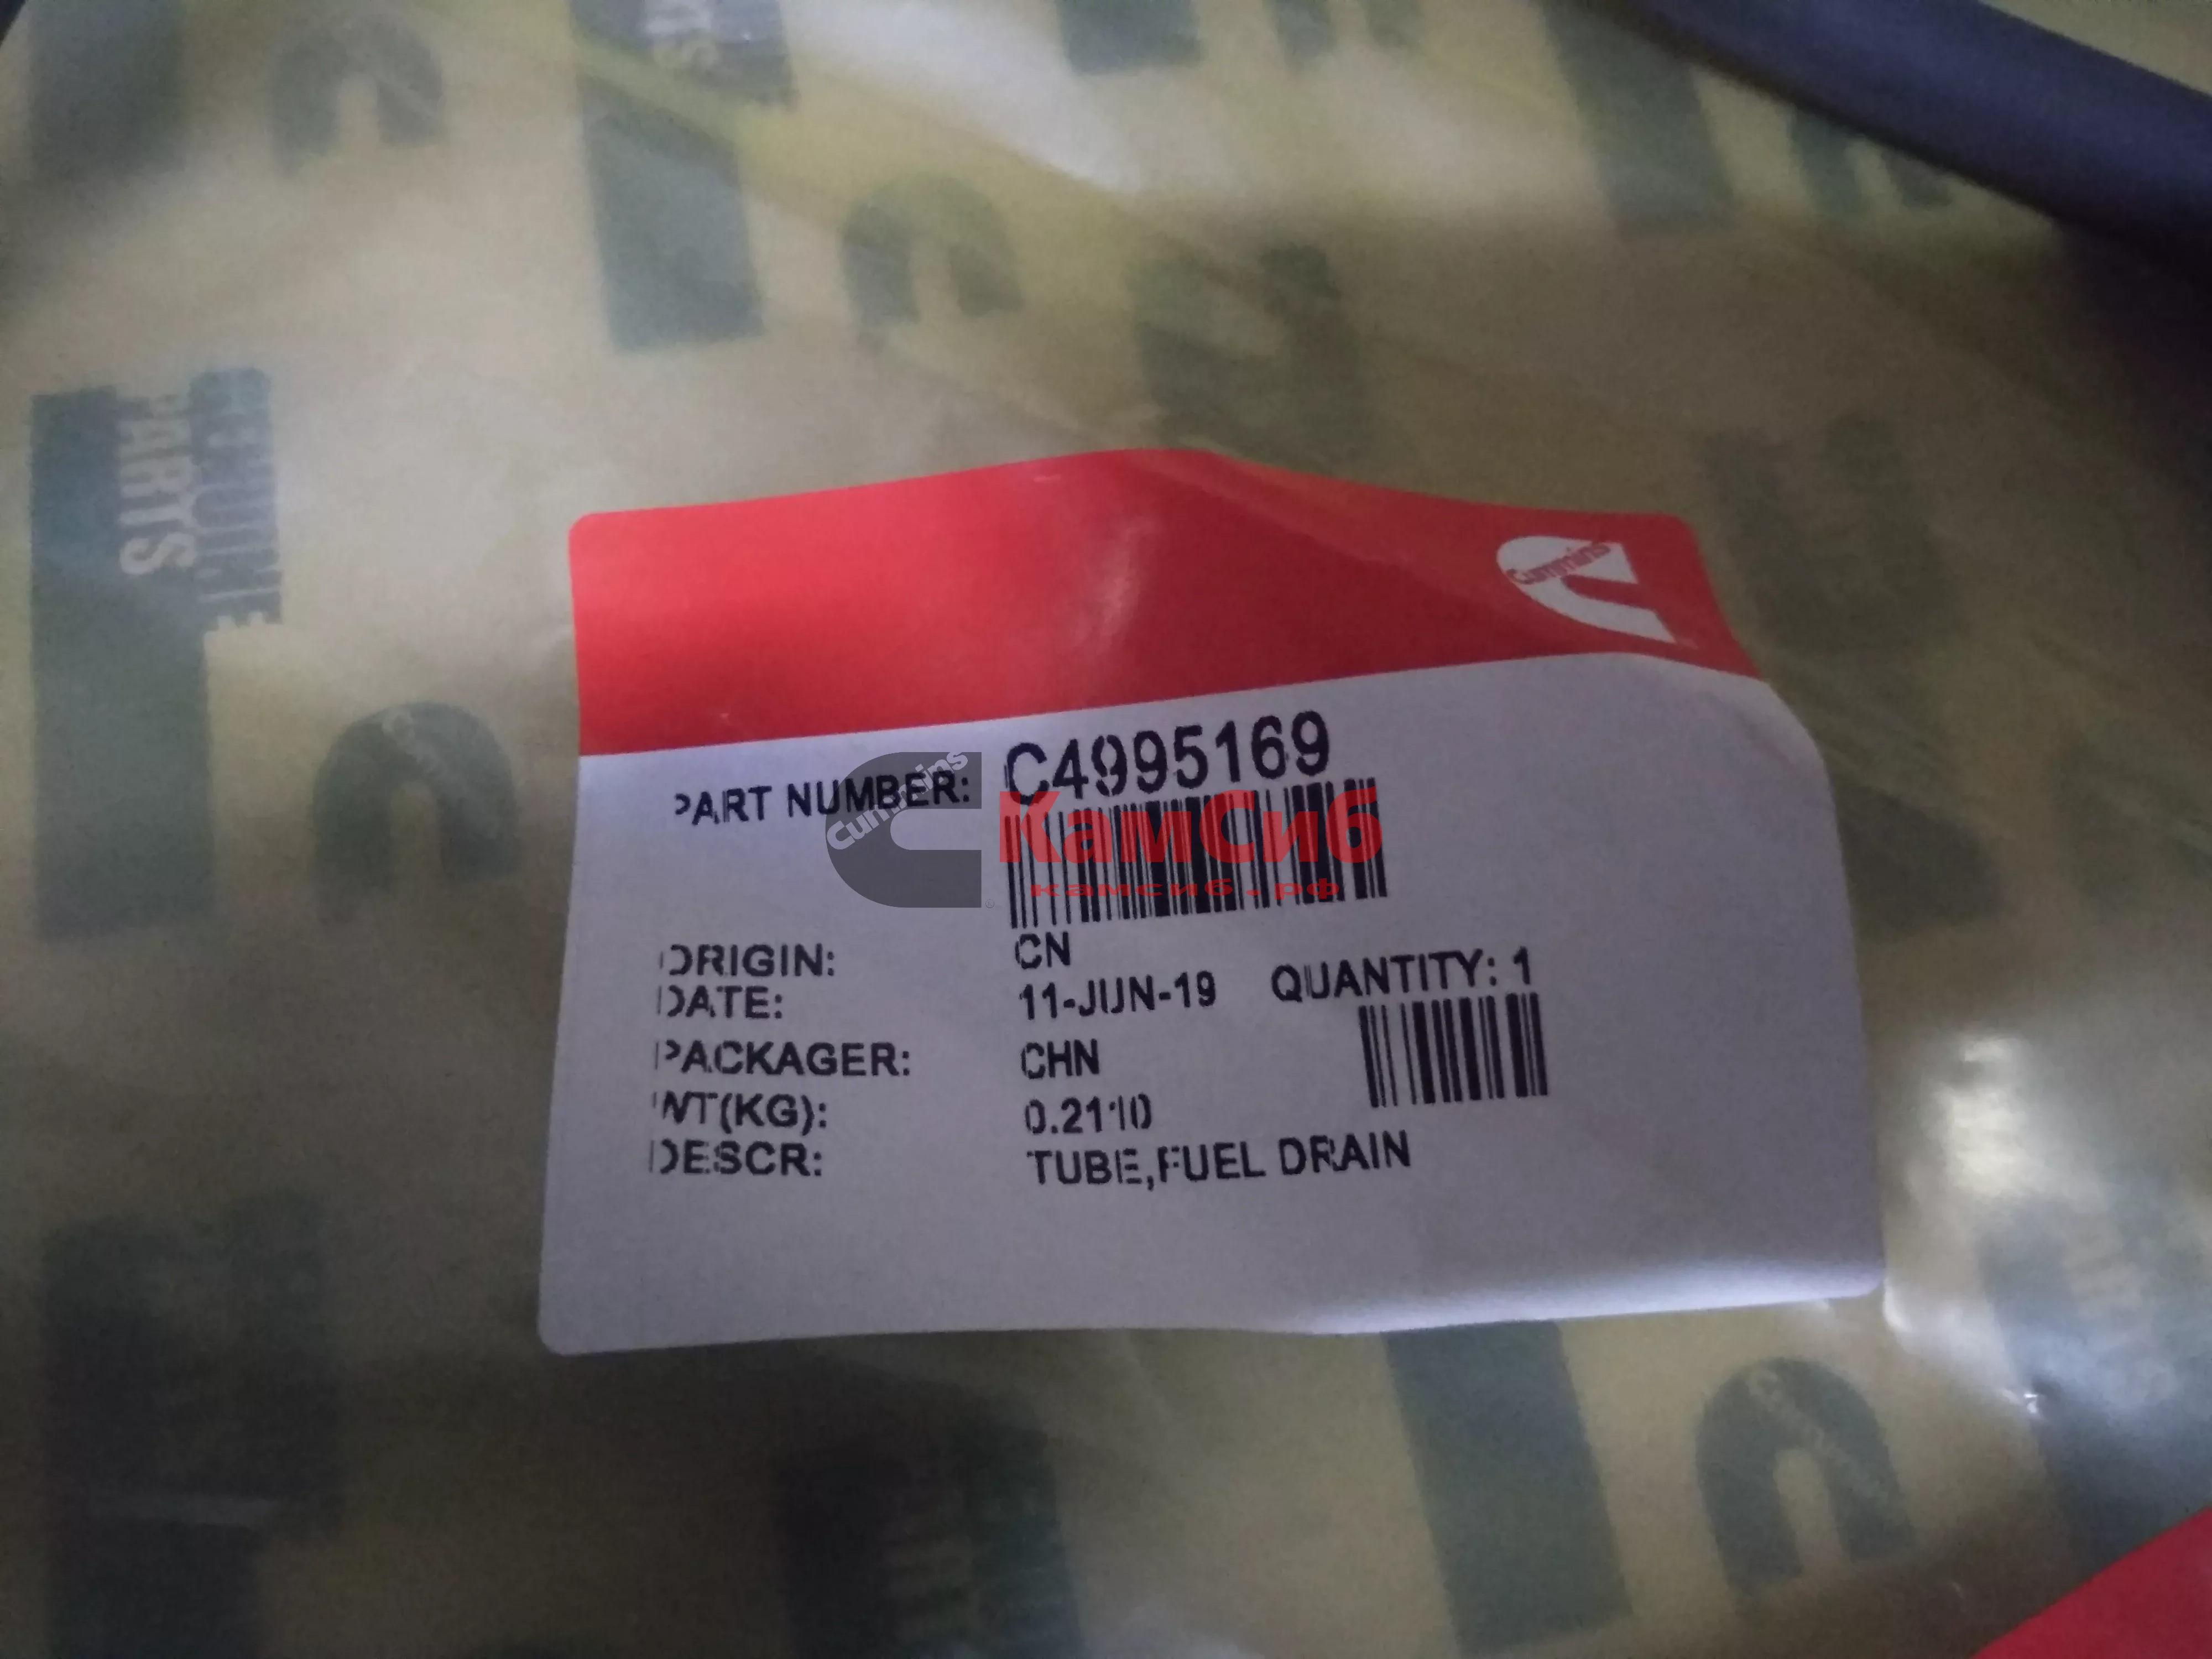 PARTS
Cummins
PART NUMBER: C4995169
Cummins
КамСиб
камсиб.рф
ORIGIN: CN
DATE: 11-JUN-19 QUANTITY: 1
PACKAGER: CHN
WT(KG): 0.2110
DESCR: TUBE,FUEL DRAIN